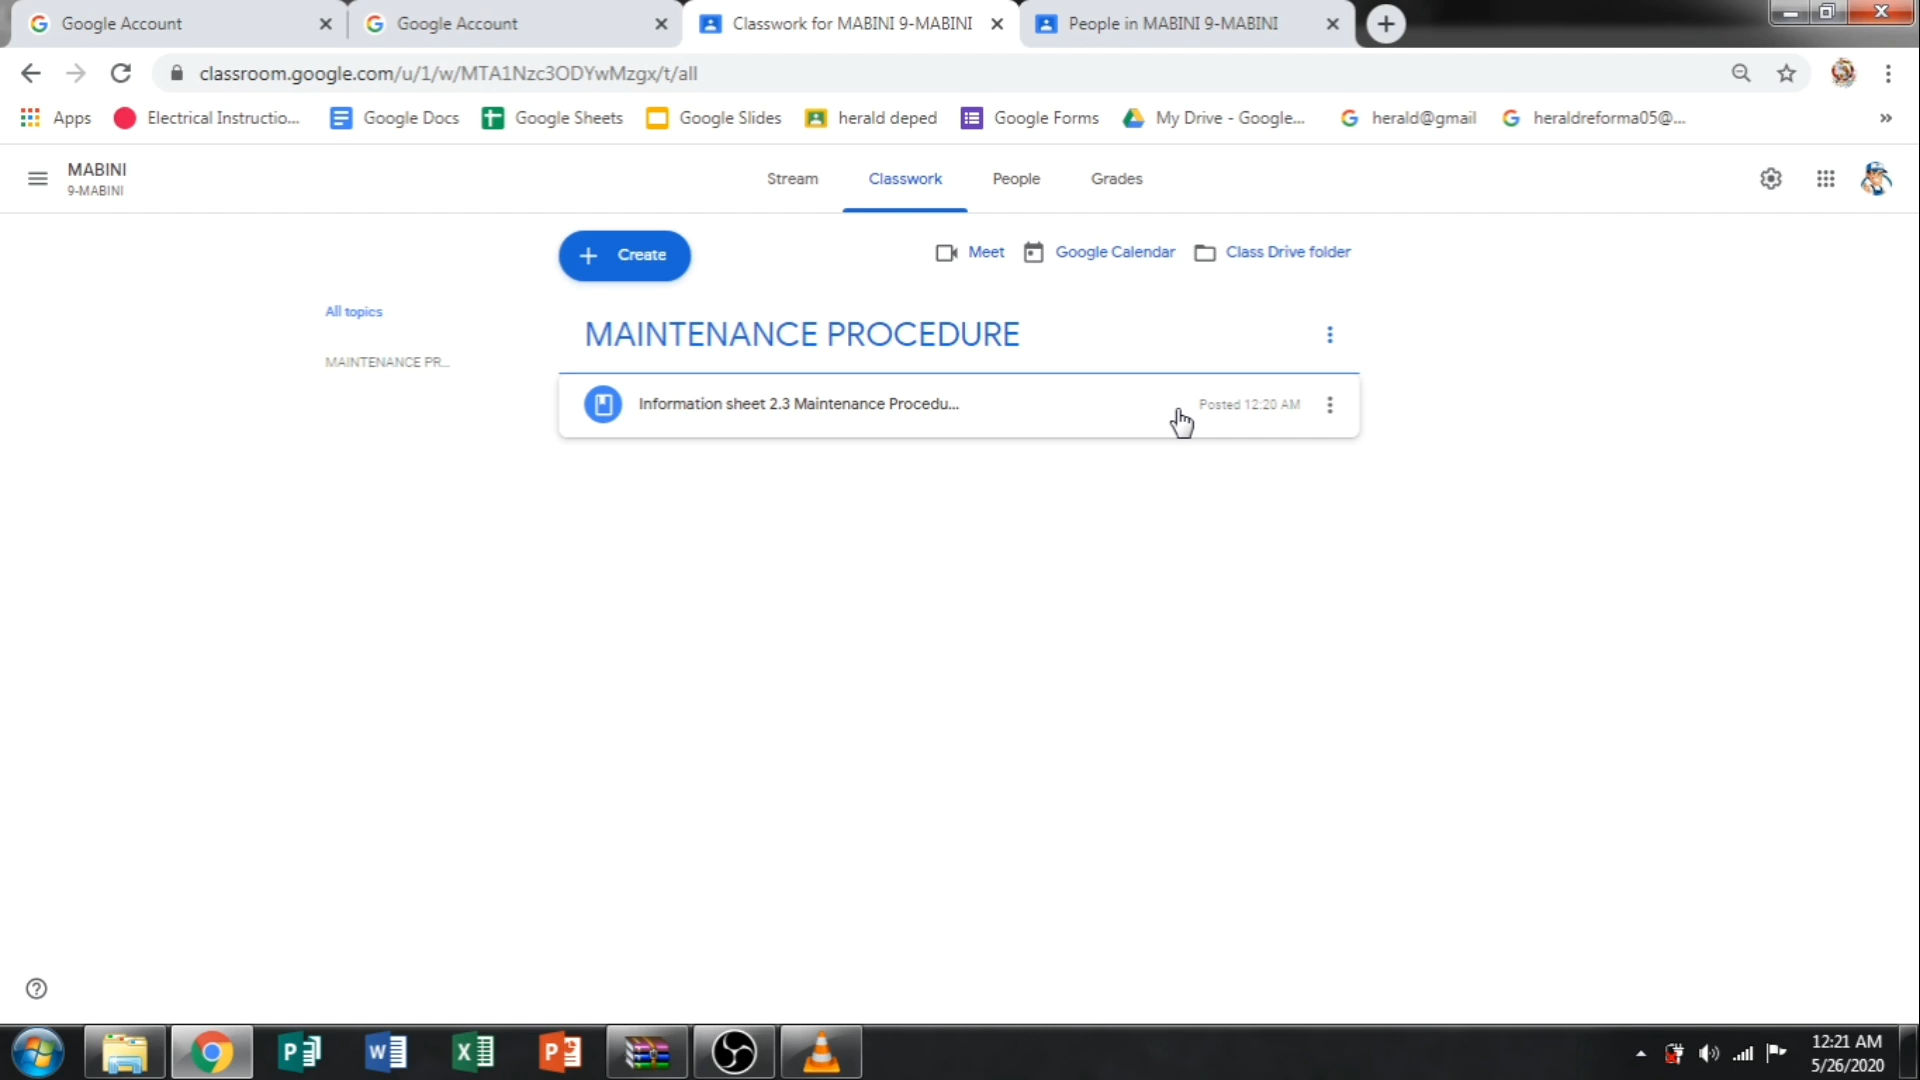 Google Account
Google Account
Classwork for MABINI 9-MABINI
People in MABINI 9-MABINI
classroom.google.com/u/1/w/MTA1Nzc3ODYwMzgx/t/all
Apps
Electrical Instructio...
Google Docs
Google Sheets
Google Slides
herald deped
Google Forms
My Drive - Google...
herald@gmail
heraldreforma05@...
MABINI
9-MABINI
Stream
Classwork
People
Grades
Create
Meet
Google Calendar
Class Drive folder
All topics
MAINTENANCE PR...
MAINTENANCE PROCEDURE
Information sheet 2.3 Maintenance Procedu...
Posted 12:20 AM
12:21 AM
5/26/2020